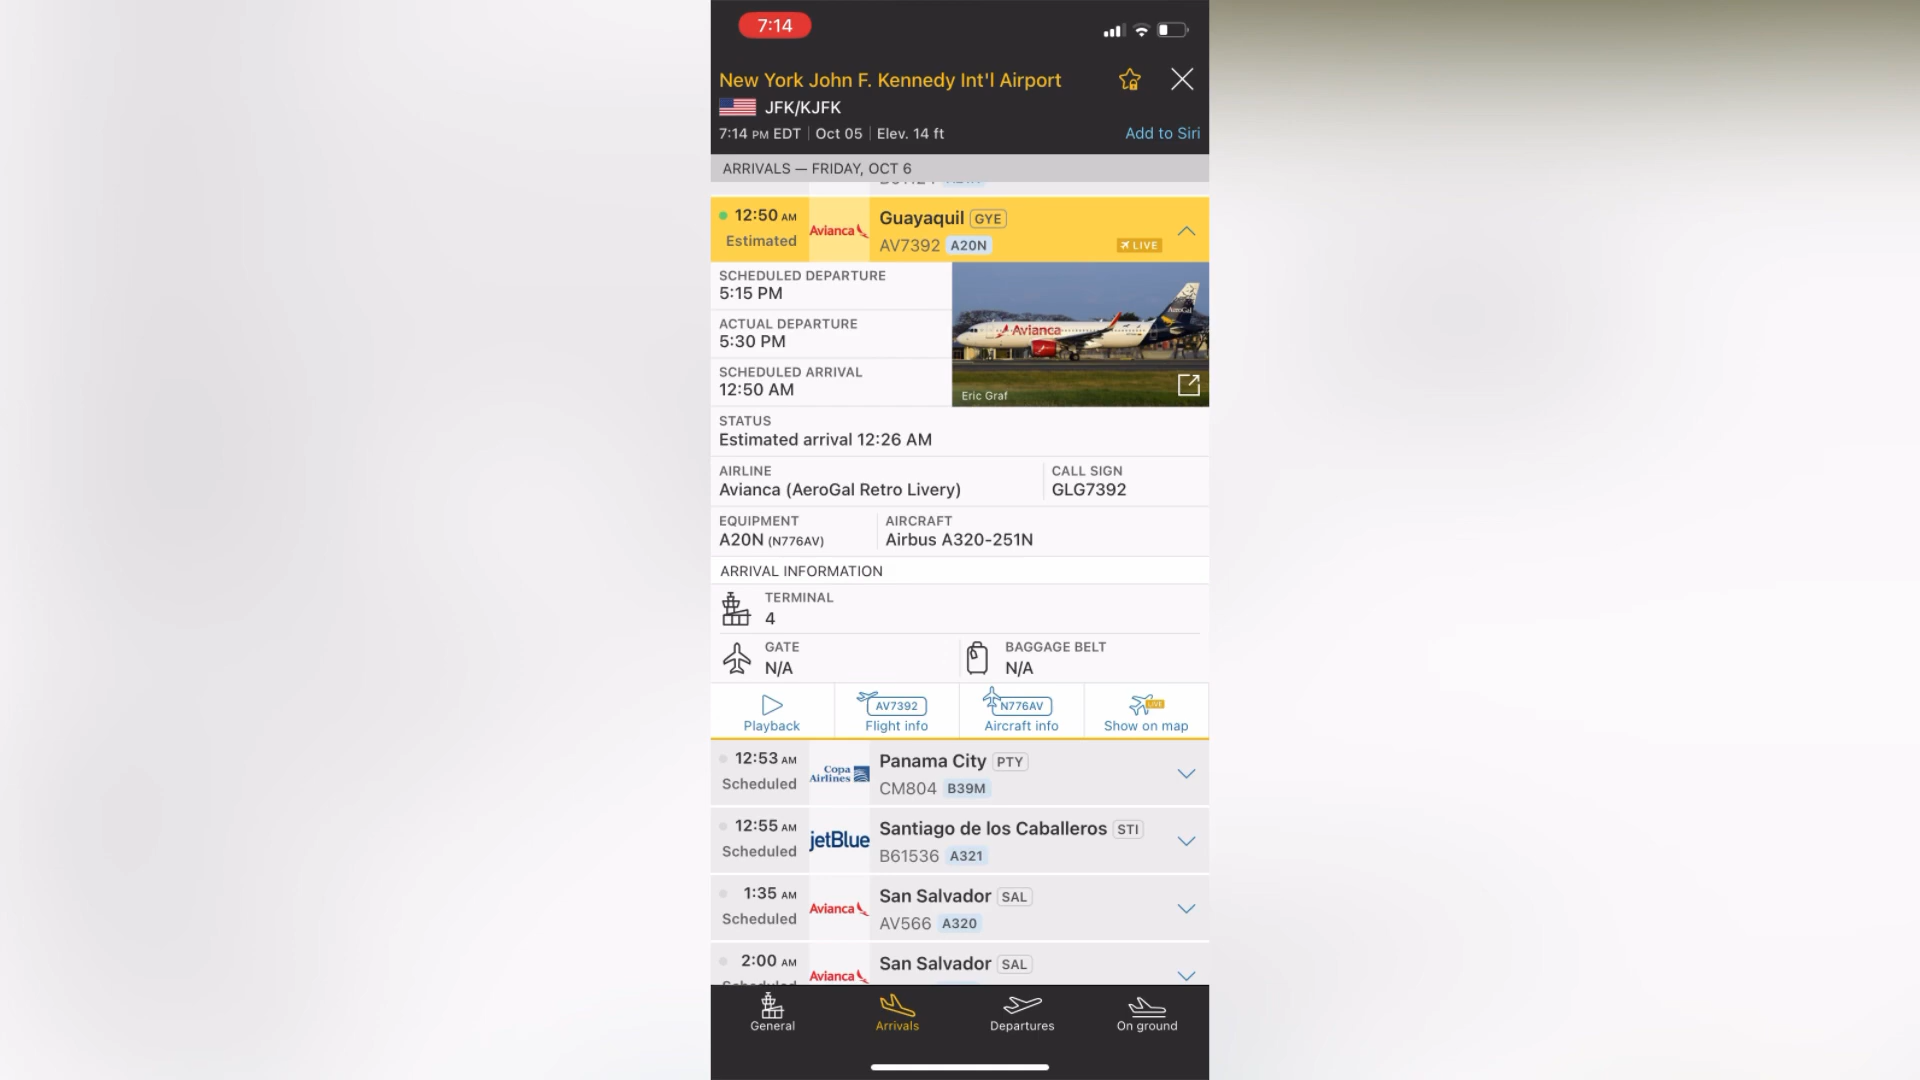 7:14
New York John F. Kennedy Int'l Airport
JFK/KJFK
7:14 PM EDT | Oct 05 | Elev. 14 ft
Add to Siri
ARRIVALS — FRIDAY, OCT 6
12:50 AM
Estimated
Avianca
Guayaquil GYE
AV7392 A20N
LIVE
SCHEDULED DEPARTURE
5:15 PM
ACTUAL DEPARTURE
5:30 PM
SCHEDULED ARRIVAL
12:50 AM
Avianca
AeroGal
Eric Graf
STATUS
Estimated arrival 12:26 AM
AIRLINE
Avianca (AeroGal Retro Livery)
CALL SIGN
GLG7392
EQUIPMENT
A20N (N776AV)
AIRCRAFT
Airbus A320-251N
ARRIVAL INFORMATION
TERMINAL
4
GATE
N/A
BAGGAGE BELT
N/A
Playback
AV7392
Flight info
N776AV
Aircraft info
LIVE
Show on map
12:53 AM
Scheduled
Copa Airlines
Panama City PTY
CM804 B39M
12:55 AM
Scheduled
jetBlue
Santiago de los Caballeros STI
B61536 A321
1:35 AM
Scheduled
Avianca
San Salvador SAL
AV566 A320
2:00 AM
Scheduled
Avianca
San Salvador SAL
General
Arrivals
Departures
On ground